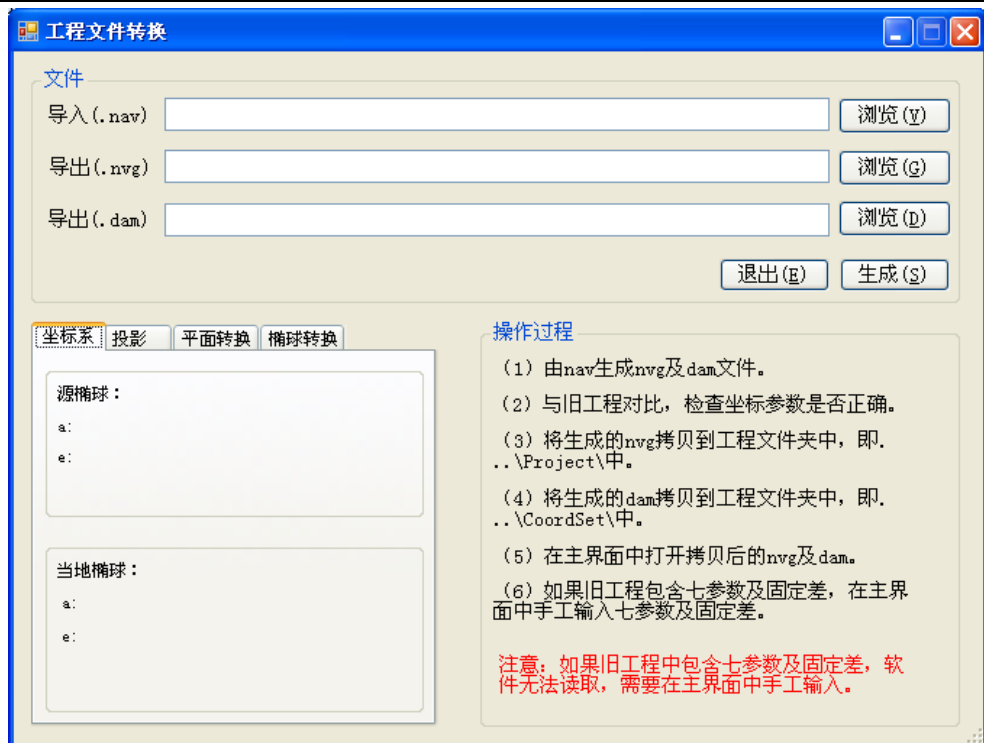 工程文件转换
文件
导入(.nav)
浏览(V)
导出(.nvg)
浏览(G)
导出(.dam)
浏览(D)
退出(E)
生成(S)
坐标系
投影
平面转换
椭球转换
源椭球：
a:
e:
当地椭球：
a:
e:
操作过程
（1）由nav生成nvg及dam文件。
（2）与旧工程对比，检查坐标参数是否正确。
（3）将生成的nvg拷贝到工程文件夹中，即.
..\Project\中。
（4）将生成的dam拷贝到工程文件夹中，即.
..\CoordSet\中。
（5）在主界面中打开拷贝后的nvg及dam。
（6）如果旧工程包含七参数及固定差，在主界
面中手工输入七参数及固定差。
注意：如果旧工程中包含七参数及固定差，软
件无法读取，需要在主界面中手工输入。